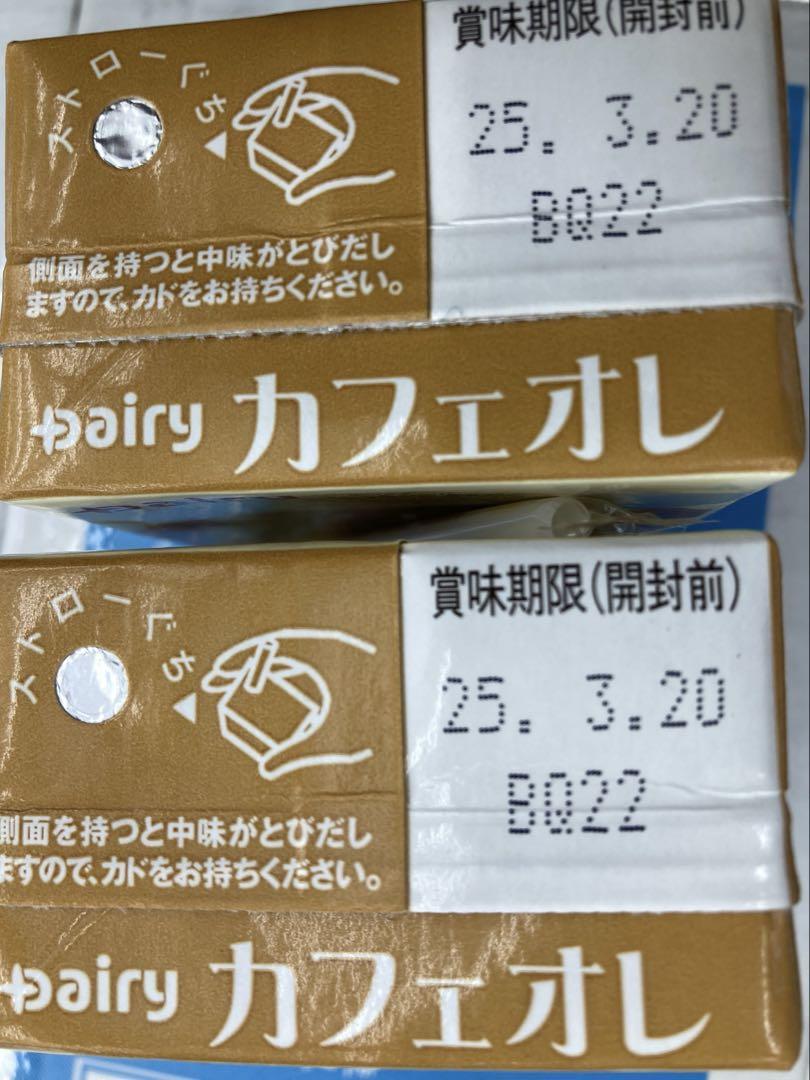 賞味期限(開封前)
ストローぐち
25. 3.20
BQ22
側面を持つと中味がとびだし
ますので、カドをお持ちください。
Dairy カフェオレ
賞味期限(開封前)
ストローぐち
25. 3.20
BQ22
側面を持つと中味がとびだし
ますので、カドをお持ちください。
Dairy カフェオレ